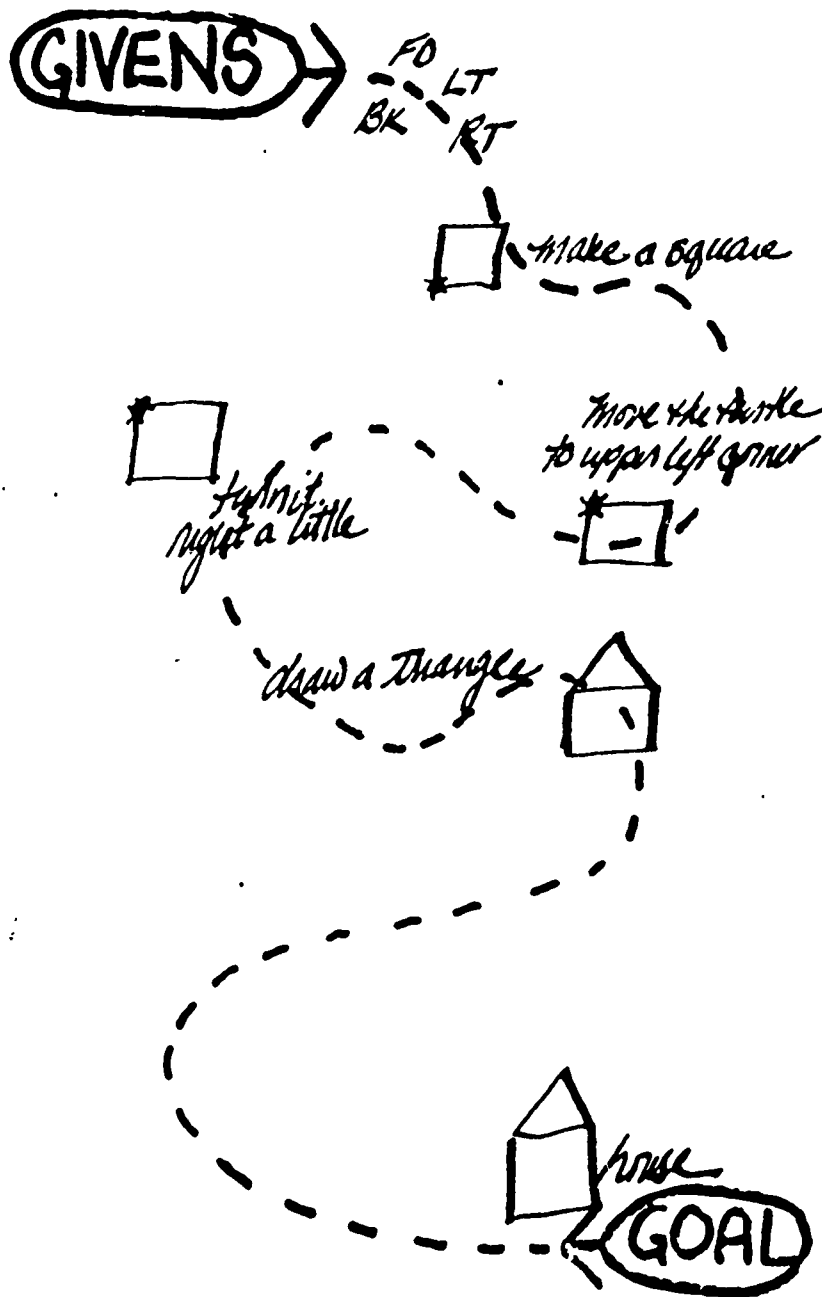 GIVENS
FD
LT
BK
RT
make a square
move the turtle
to upper left corner
turn it
right a little
draw a triangle
house
GOAL